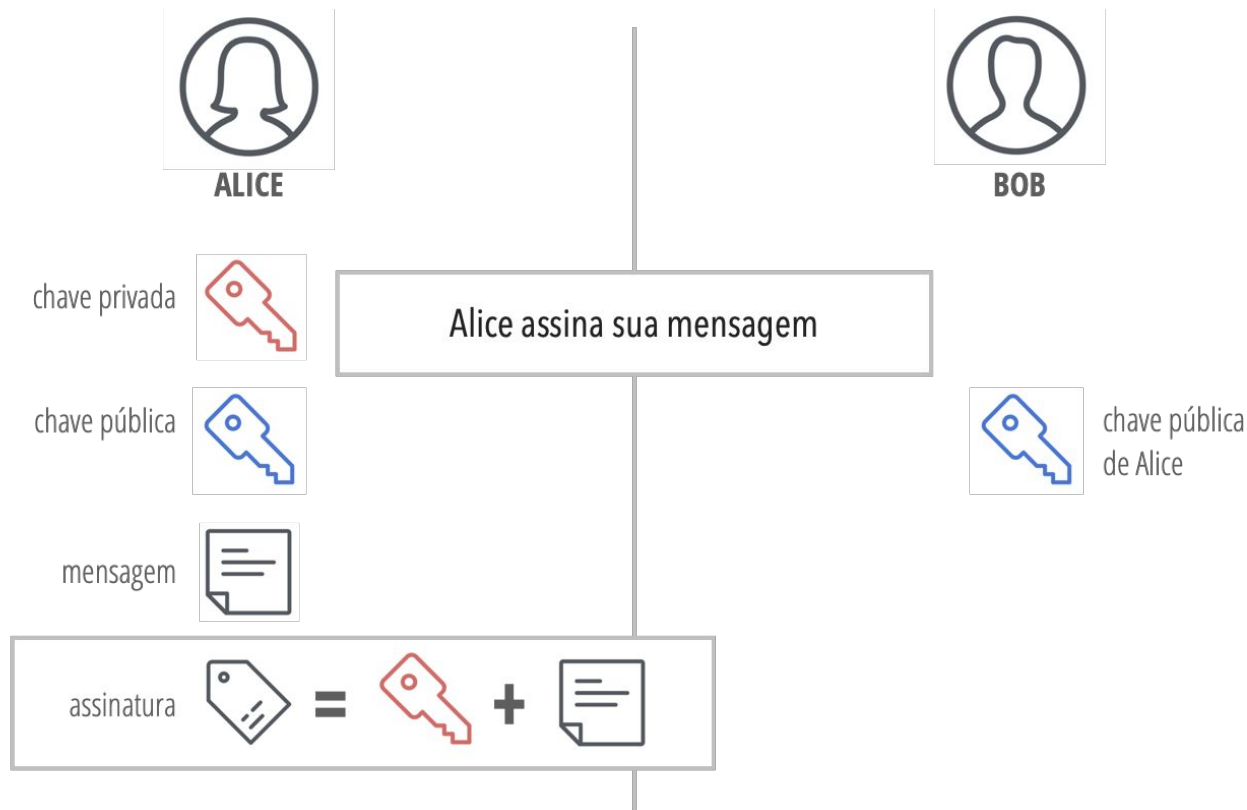 ALICE
BOB
chave privada
Alice assina sua mensagem
chave pública
chave pública
de Alice
mensagem
assinatura = +